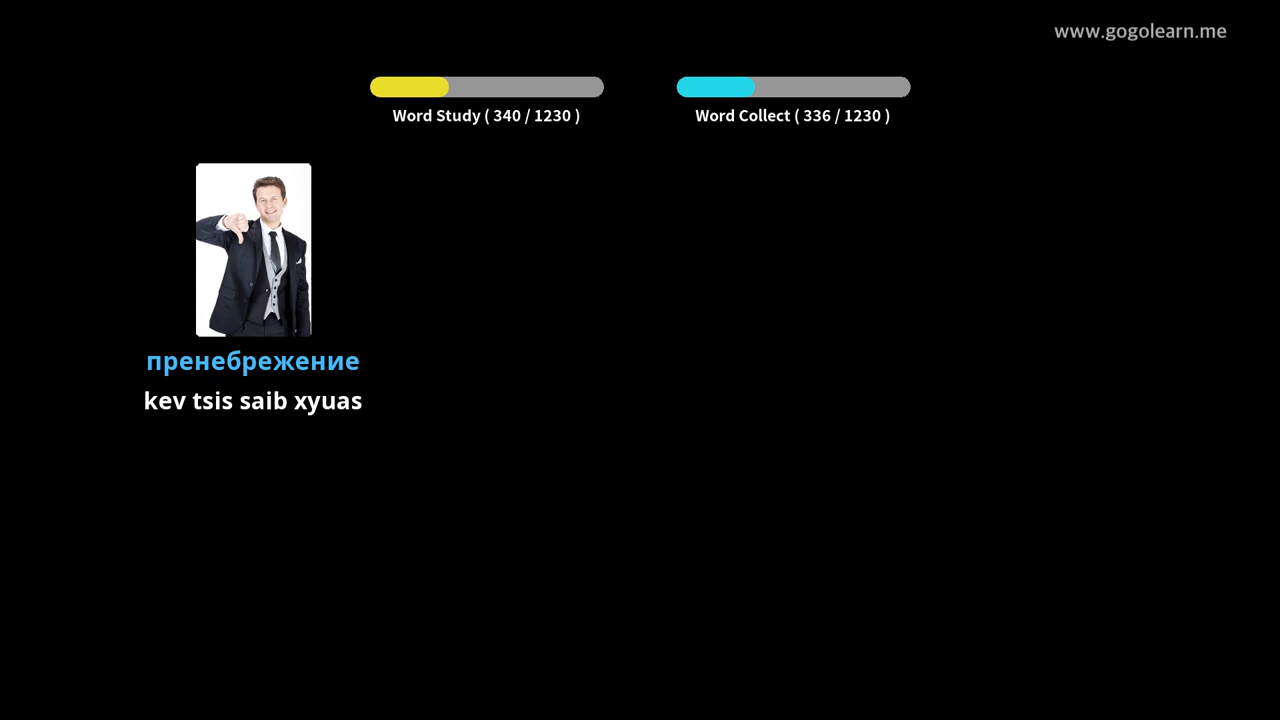 www.gogolearn.me
Word Study ( 340 / 1230 )
Word Collect ( 336 / 1230 )
пренебрежение
kev tsis saib xyuas